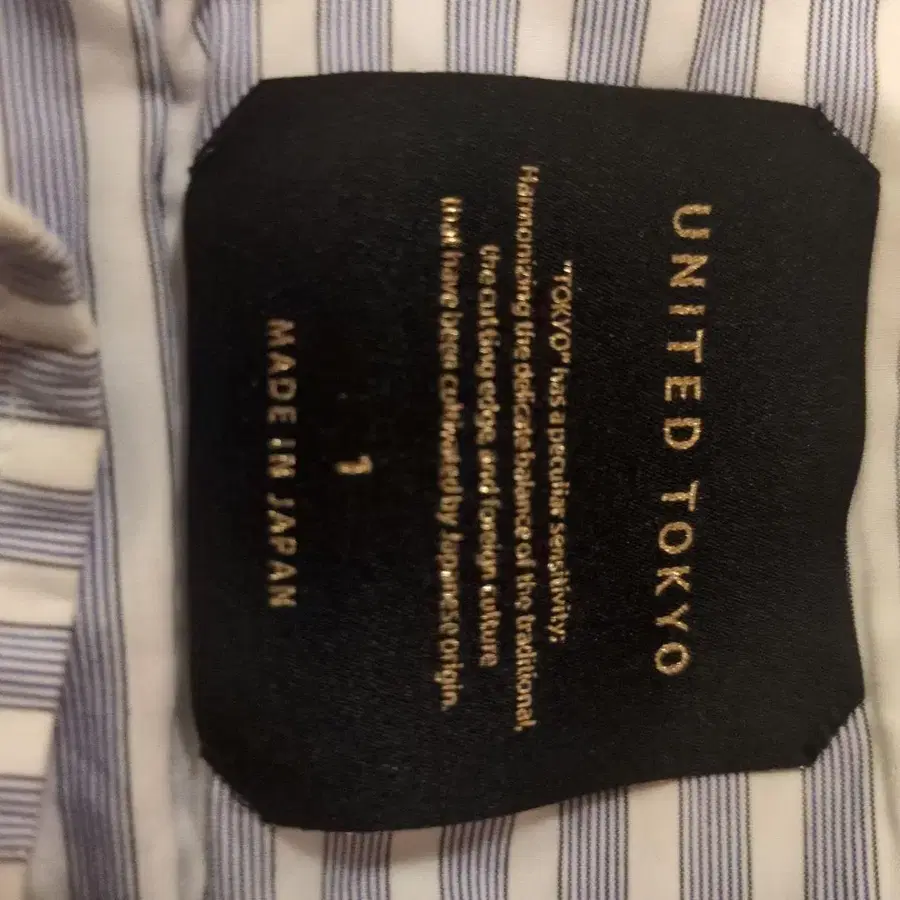 UNITED TOKYO
"TOKYO" has a peculiar sensitivity:
Harmonizing the delicate balance of the traditional,
the cutting edge, and foreign culture
that have been cultivated by Japanese origin.
1
MADE IN JAPAN